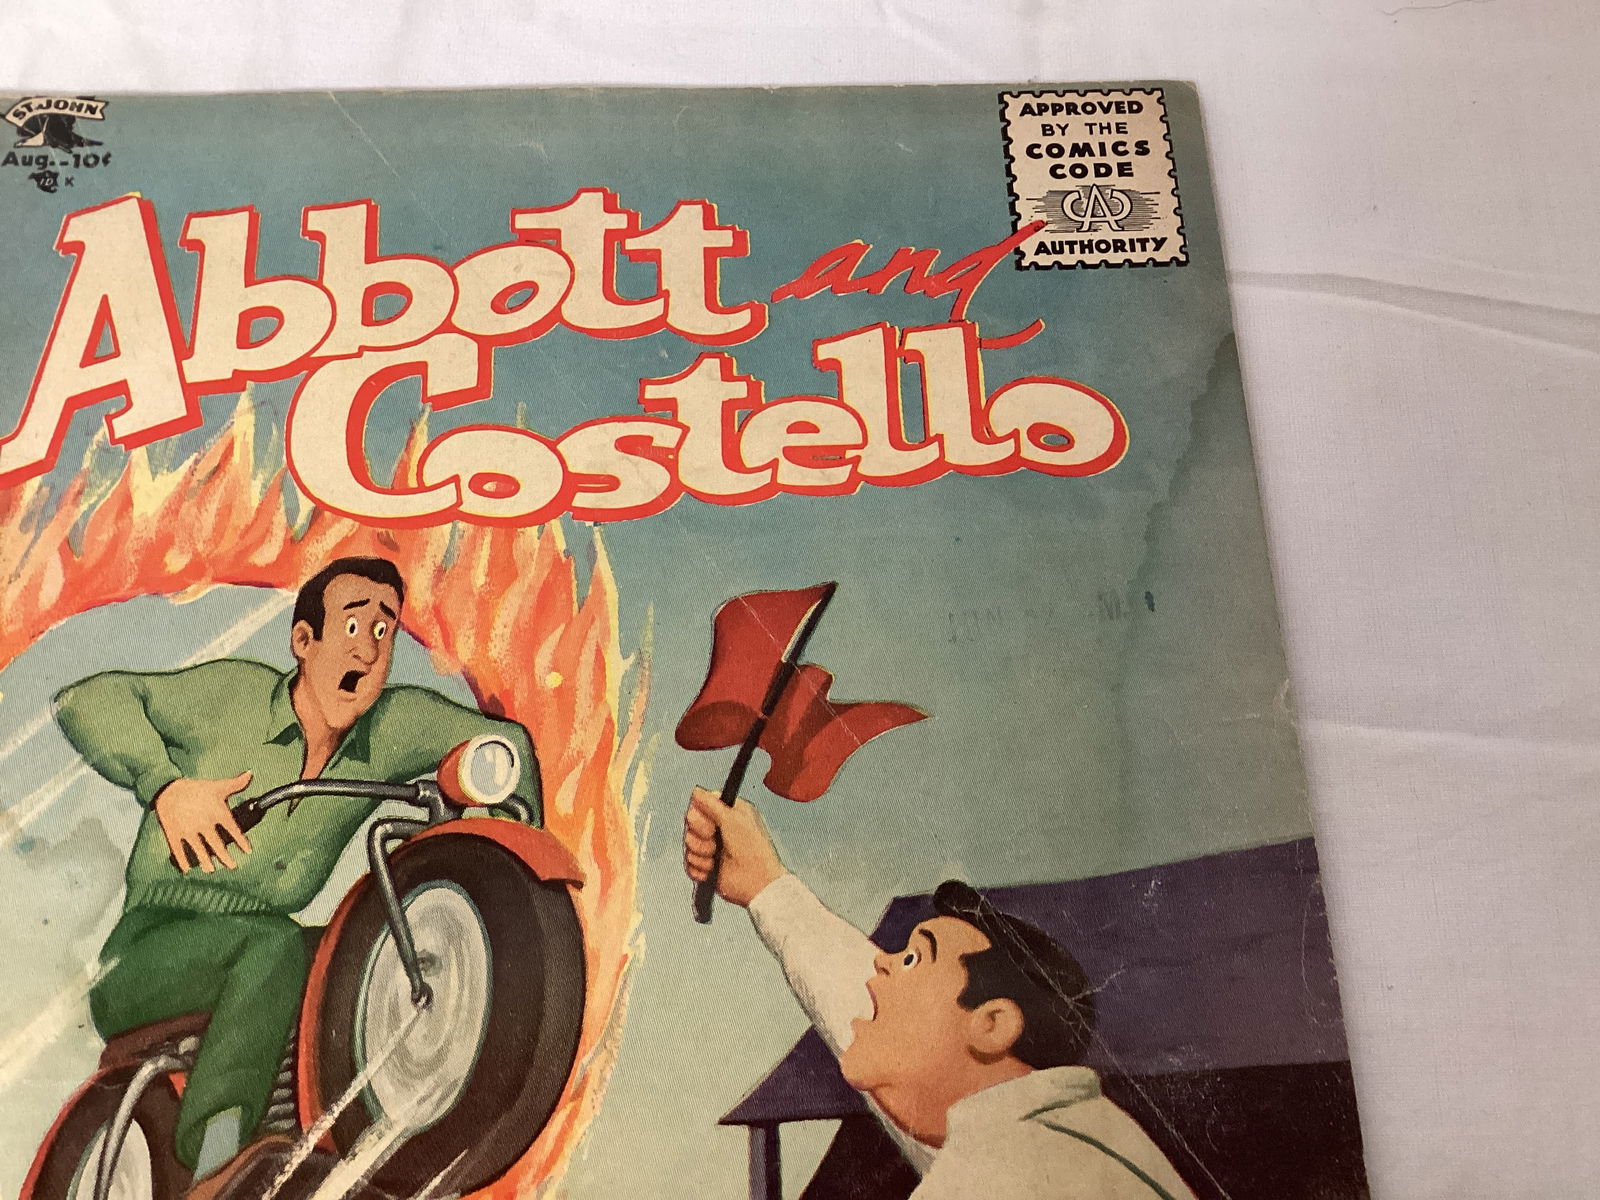 ST. JOHN
Aug.-10¢
K
Abbott and
Costello
APPROVED
BY THE
COMICS
CODE
CA
AUTHORITY